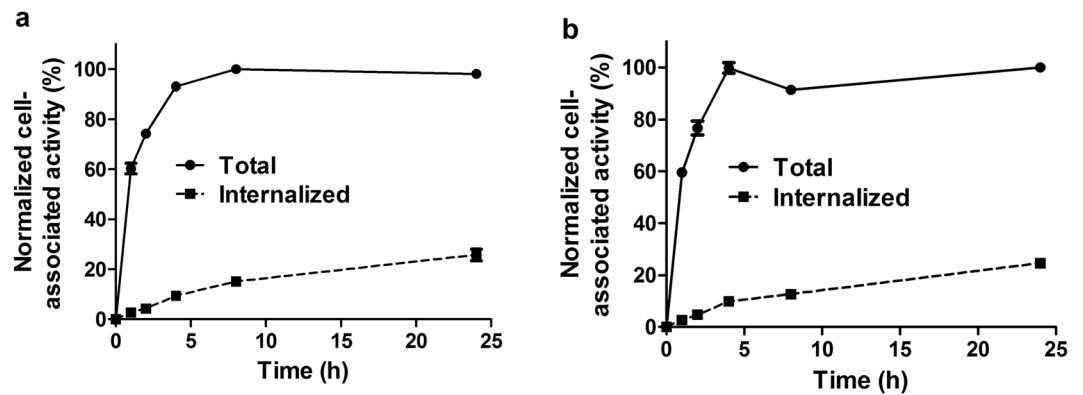 a
Normalized cell-
associated activity (%)
100
80
60
40
20
0
Total
Internalized
0 5 10 15 20 25
Time (h)
b
Normalized cell-
associated activity (%)
100
80
60
40
20
0
Total
Internalized
0 5 10 15 20 25
Time (h)